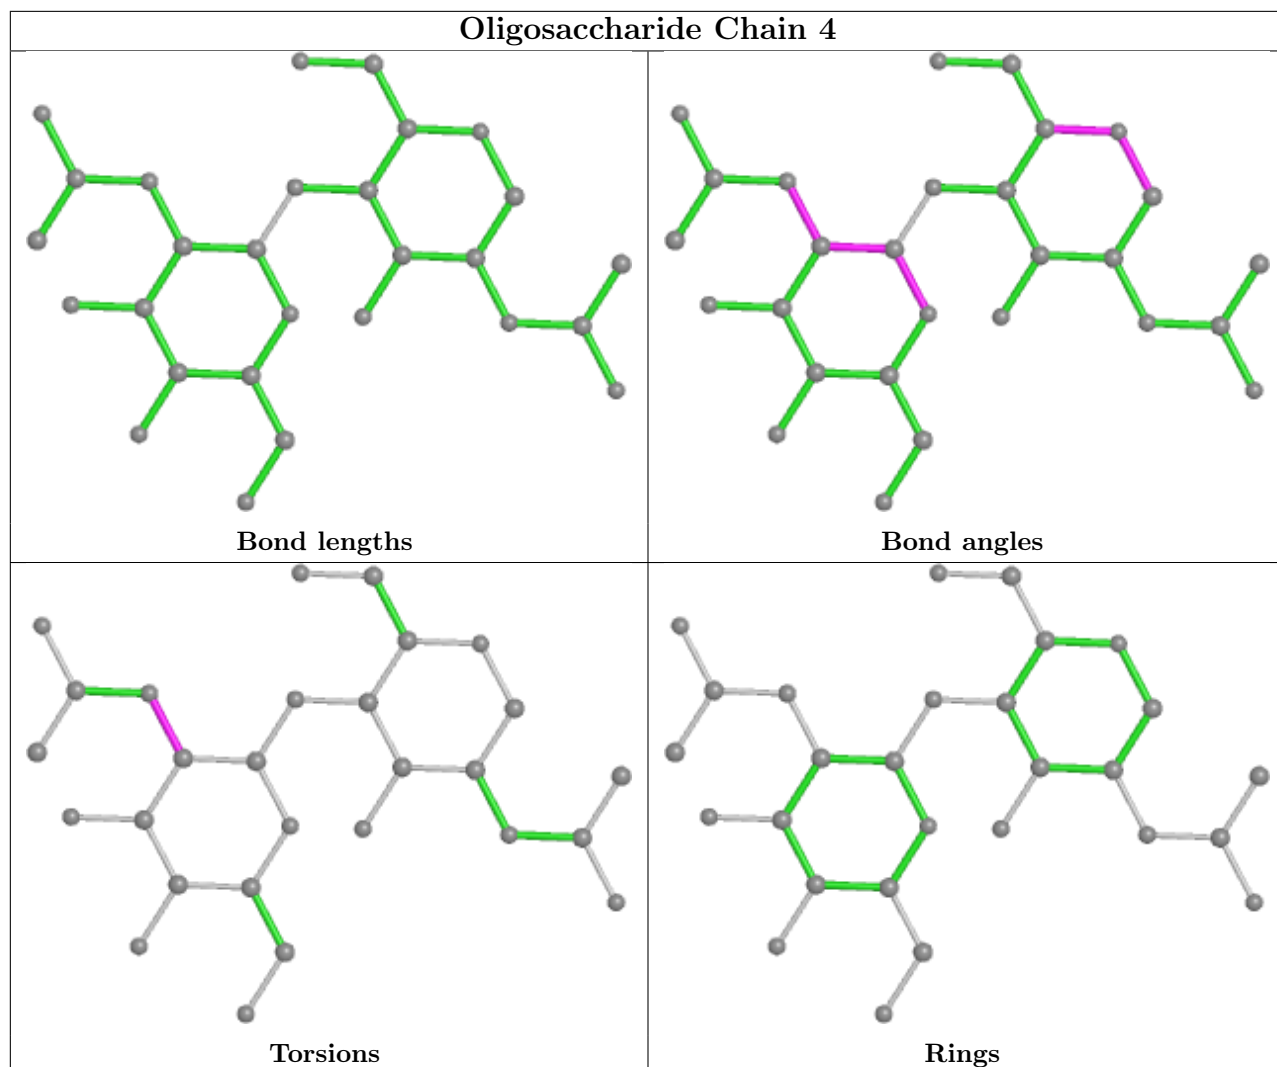 Oligosaccharide Chain 4
Bond lengths
Bond angles
Torsions
Rings